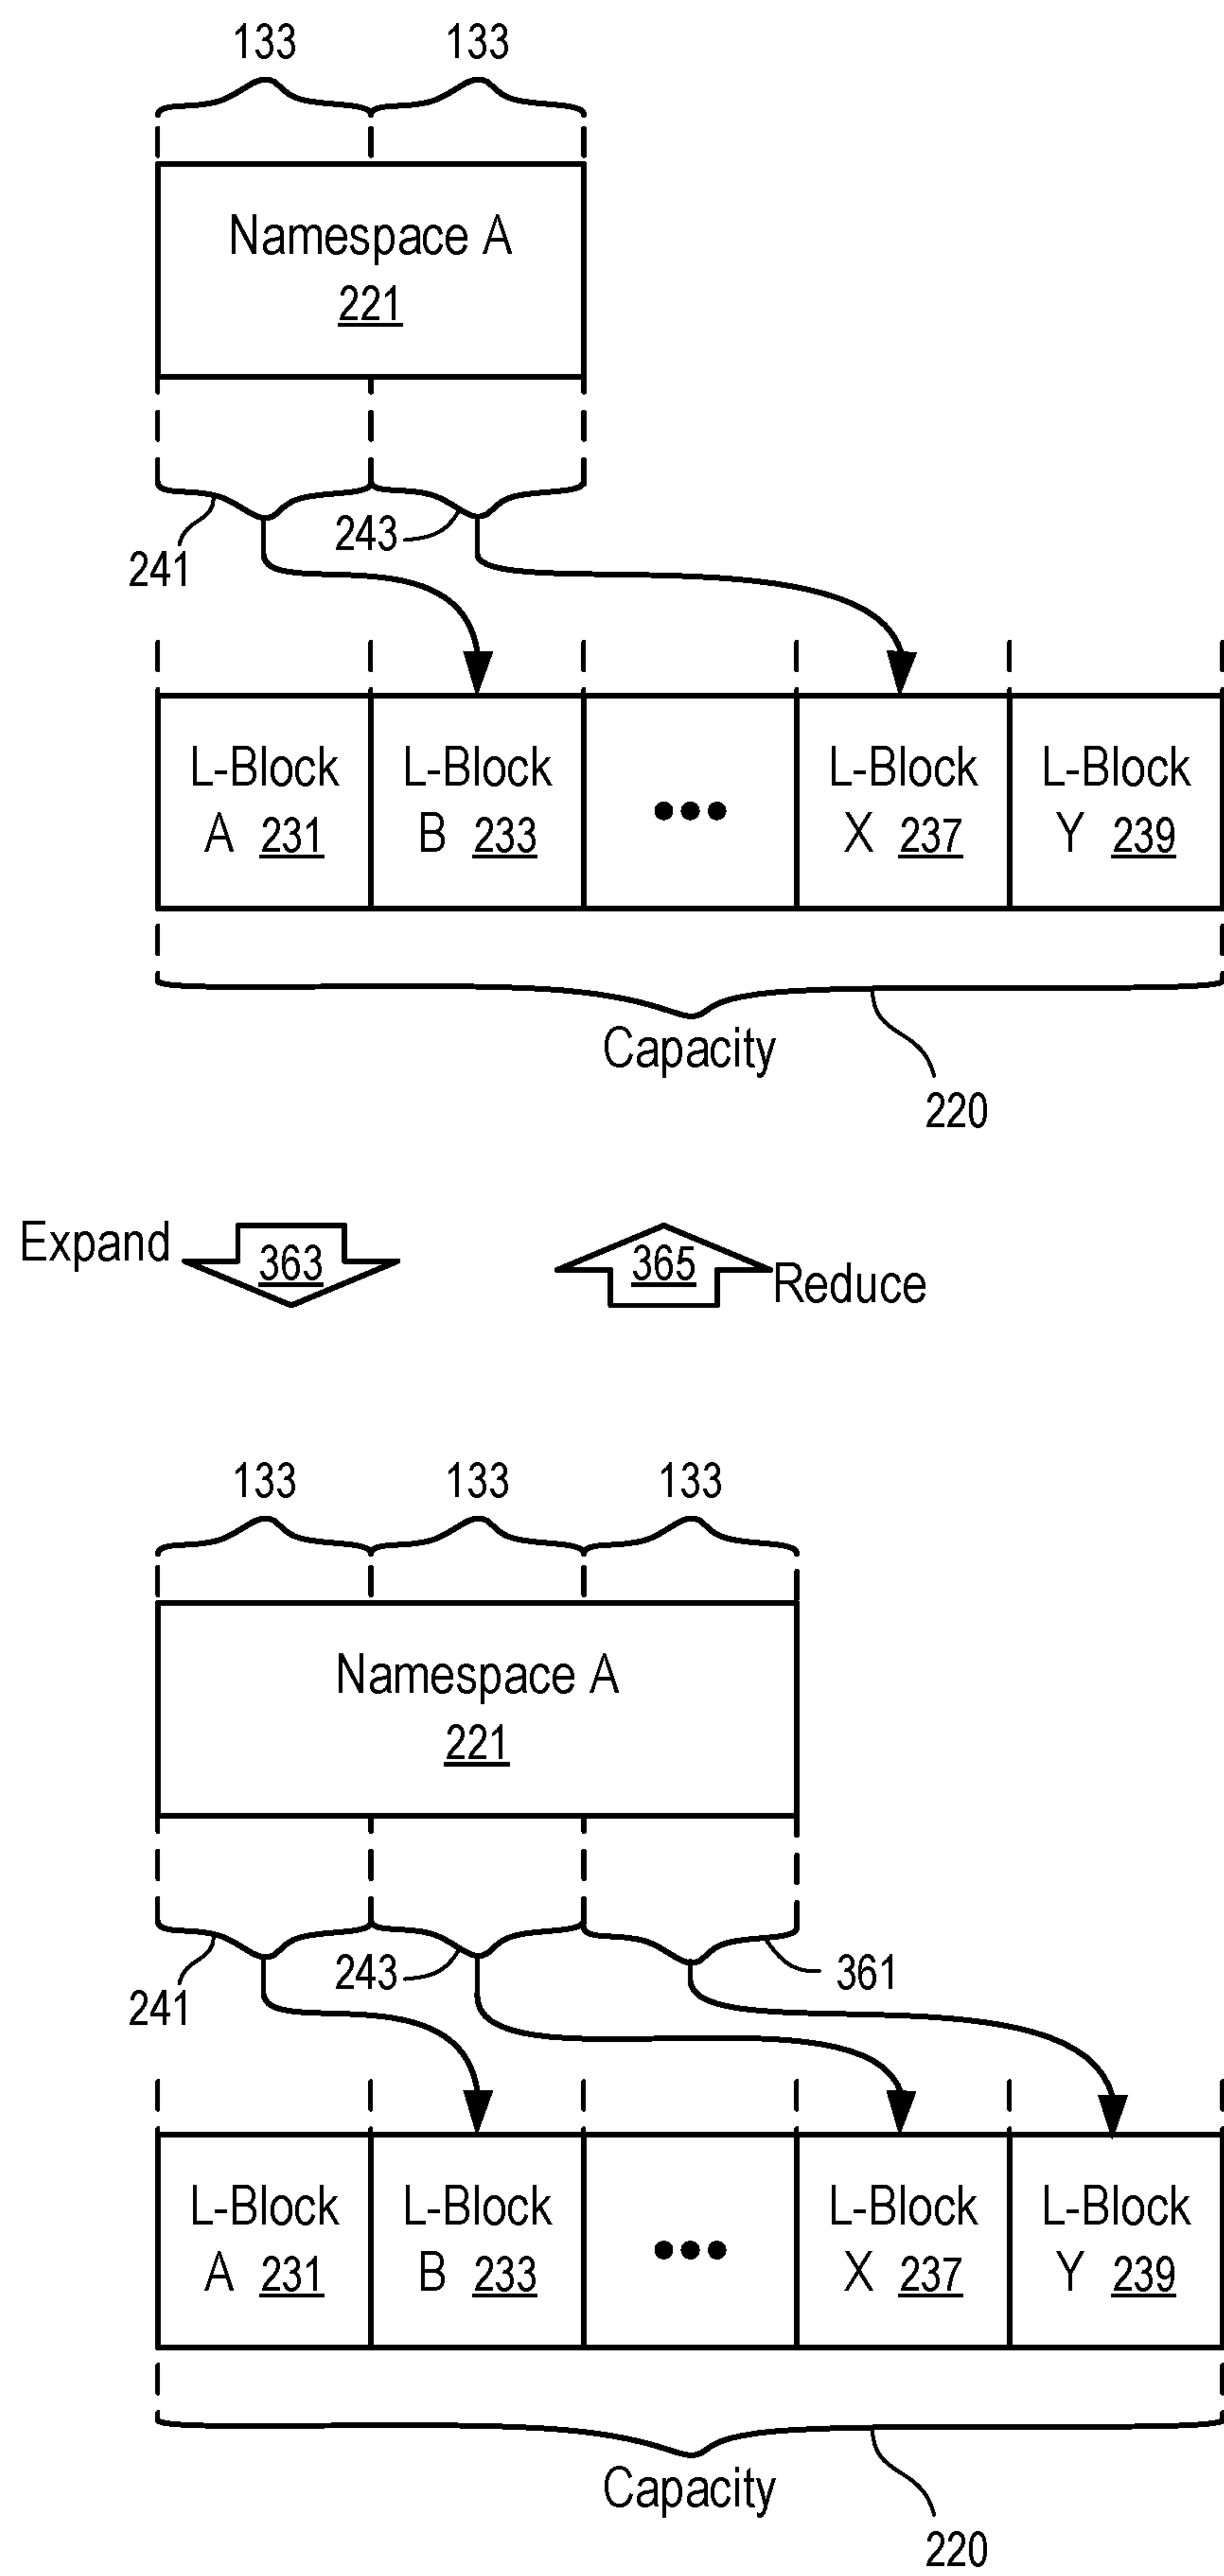 133 133
Namespace A
221
241 243
L-Block L-Block L-Block L-Block
A 231 B 233 ••• X 237 Y 239
Capacity
220
Expand 363 365 Reduce
133 133 133
Namespace A
221
241 243 361
L-Block L-Block L-Block L-Block
A 231 B 233 ••• X 237 Y 239
Capacity
220